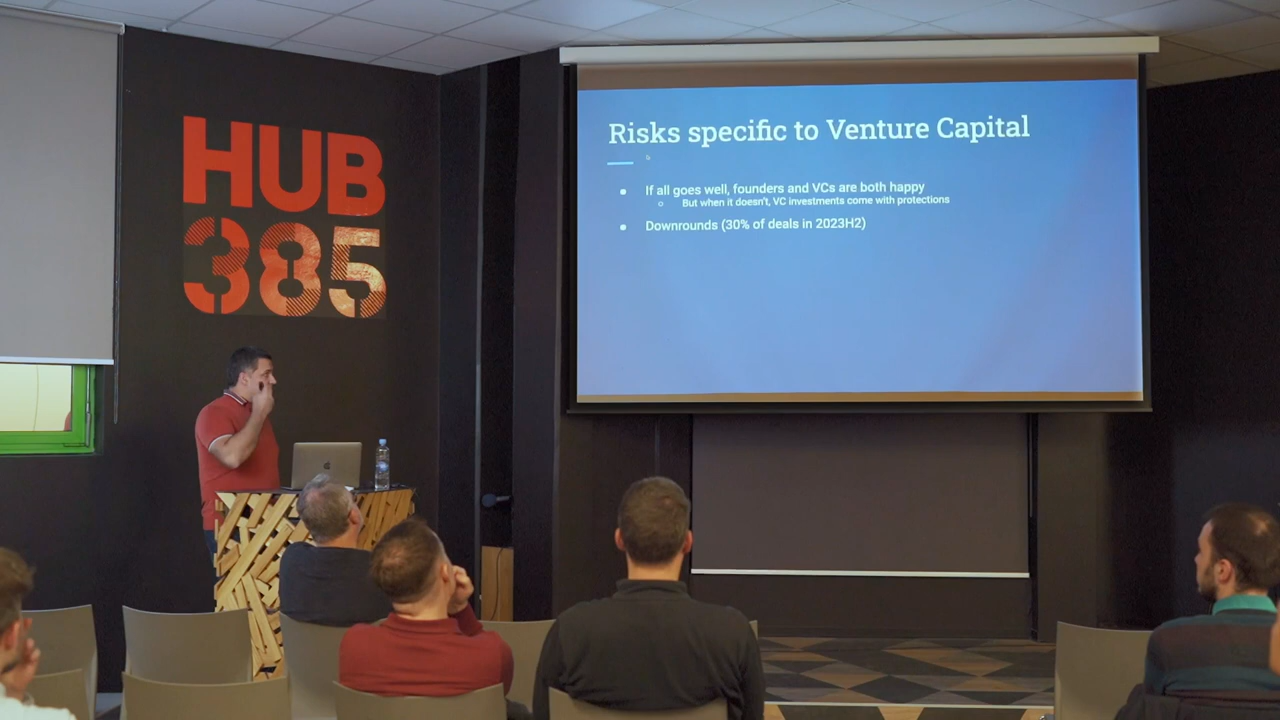 HUB
385
Risks specific to Venture Capital
If all goes well, founders and VCs are both happy
But when it doesn't, VC investments come with protections
Downrounds (30% of deals in 2023H2)